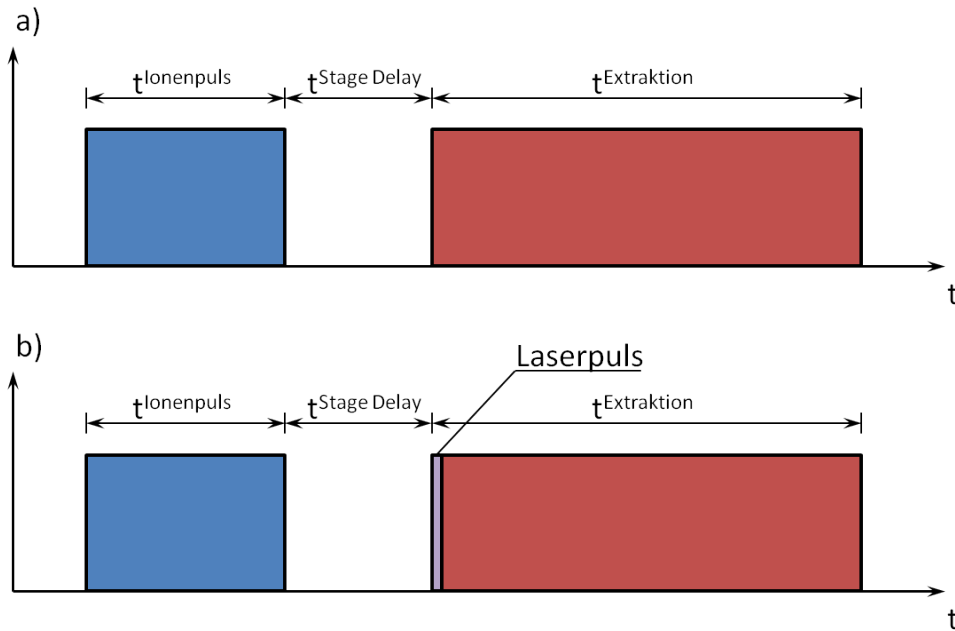 a)
t^Ionenpuls t^Stage Delay t^Extraktion
t
b)
Laserpuls
t^Ionenpuls t^Stage Delay t^Extraktion
t